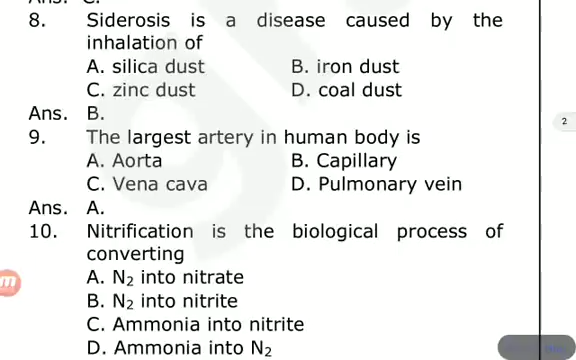 Ans. C.
8. Siderosis is a disease caused by the
inhalation of
A. silica dust B. iron dust
C. zinc dust D. coal dust
Ans. B.
9. The largest artery in human body is
A. Aorta B. Capillary
C. Vena cava D. Pulmonary vein
Ans. A.
10. Nitrification is the biological process of
converting
A. N₂ into nitrate
B. N₂ into nitrite
C. Ammonia into nitrite
D. Ammonia into N₂
2